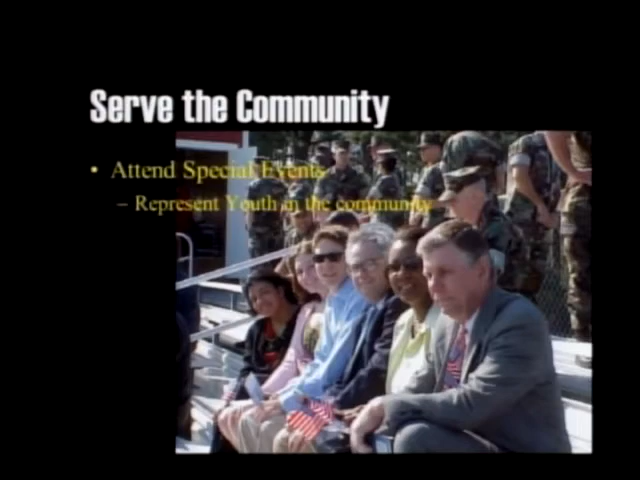 Serve the Community
• Attend Special Events
– Represent Youth in the community